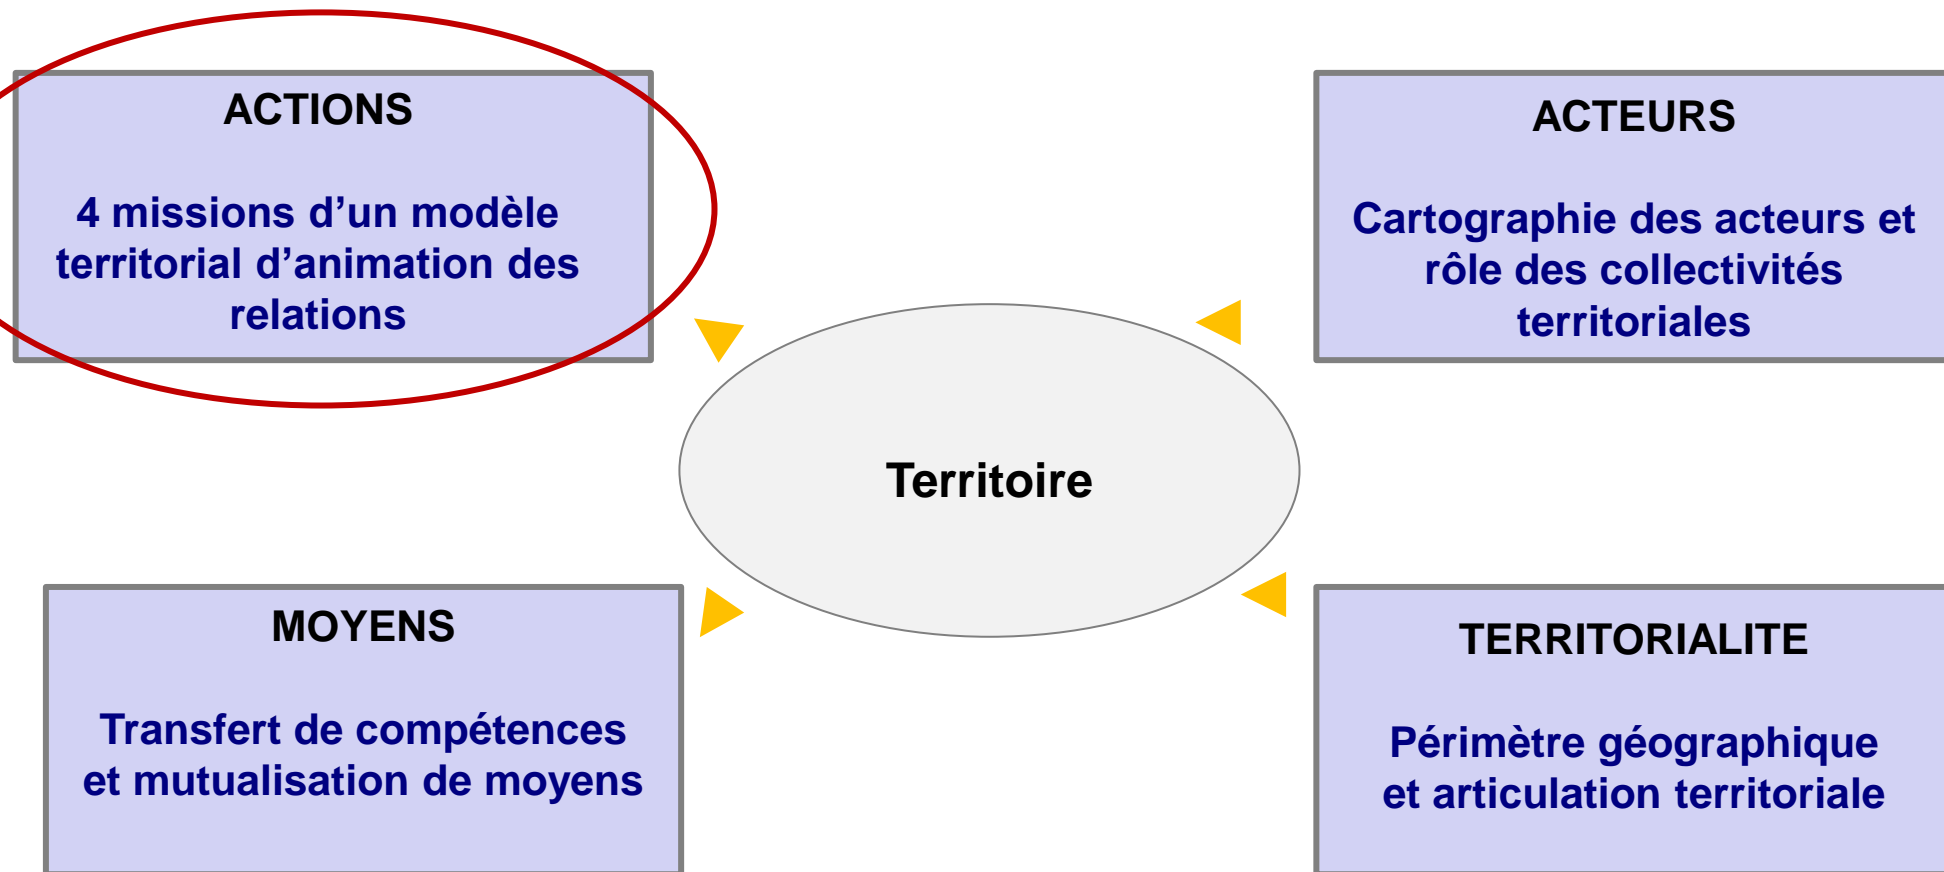 ACTIONS
4 missions d’un modèle
territorial d’animation des
relations
ACTEURS
Cartographie des acteurs et
rôle des collectivités
territoriales
Territoire
MOYENS
Transfert de compétences
et mutualisation de moyens
TERRITORIALITE
Périmètre géographique
et articulation territoriale